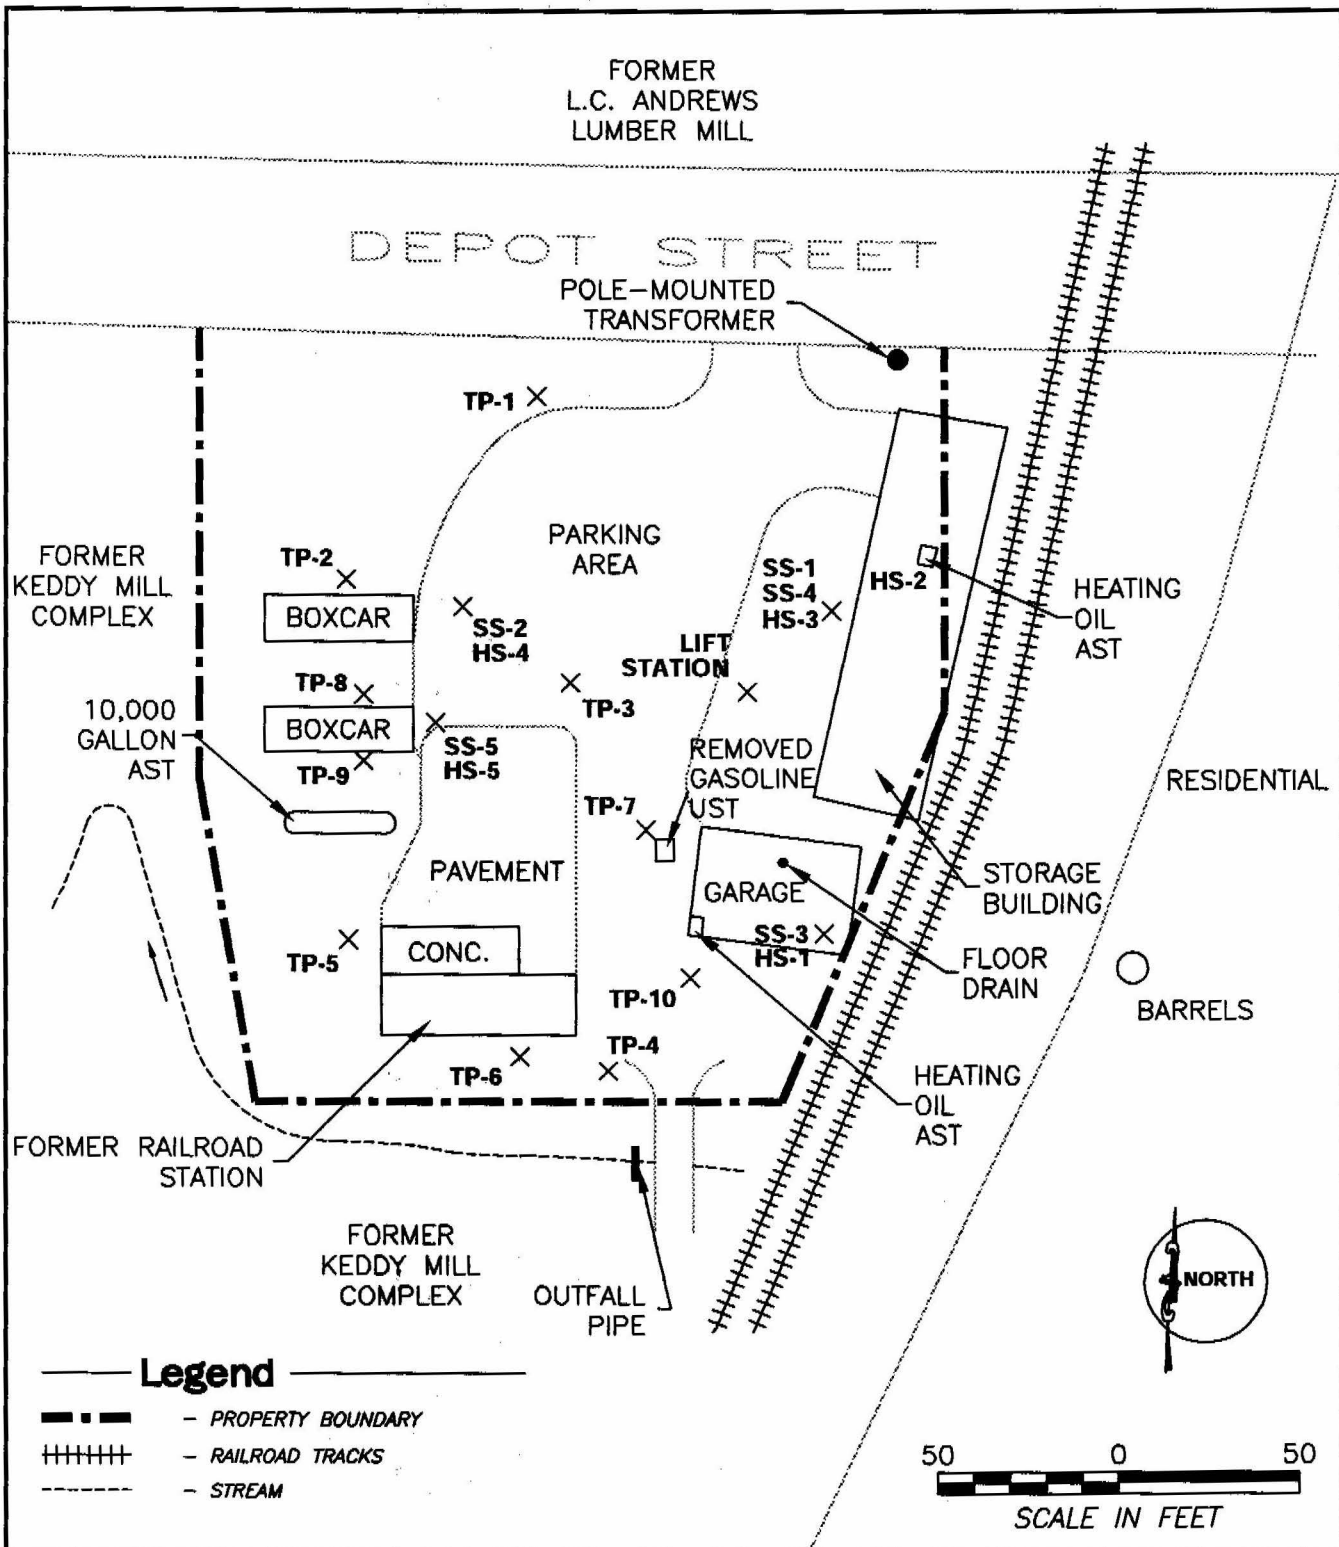 FORMER
L.C. ANDREWS
LUMBER MILL
DEPOT STREET
POLE-MOUNTED
TRANSFORMER
TP-1
PARKING
AREA
FORMER
KEDDY MILL
COMPLEX
TP-2
BOXCAR
SS-2
HS-4
SS-1
SS-4
HS-3
HS-2
HEATING
OIL
AST
LIFT
STATION
TP-8
TP-3
10,000
GALLON
AST
BOXCAR
SS-5
HS-5
TP-9
REMOVED
GASOLINE
UST
RESIDENTIAL
TP-7
PAVEMENT
GARAGE
STORAGE
BUILDING
SS-3
HS-1
TP-5
CONC.
FLOOR
DRAIN
TP-10
BARRELS
TP-4
TP-6
HEATING
OIL
AST
FORMER RAILROAD
STATION
FORMER
KEDDY MILL
COMPLEX
OUTFALL
PIPE
NORTH
Legend
- PROPERTY BOUNDARY
- RAILROAD TRACKS
- STREAM
50 0 50
SCALE IN FEET